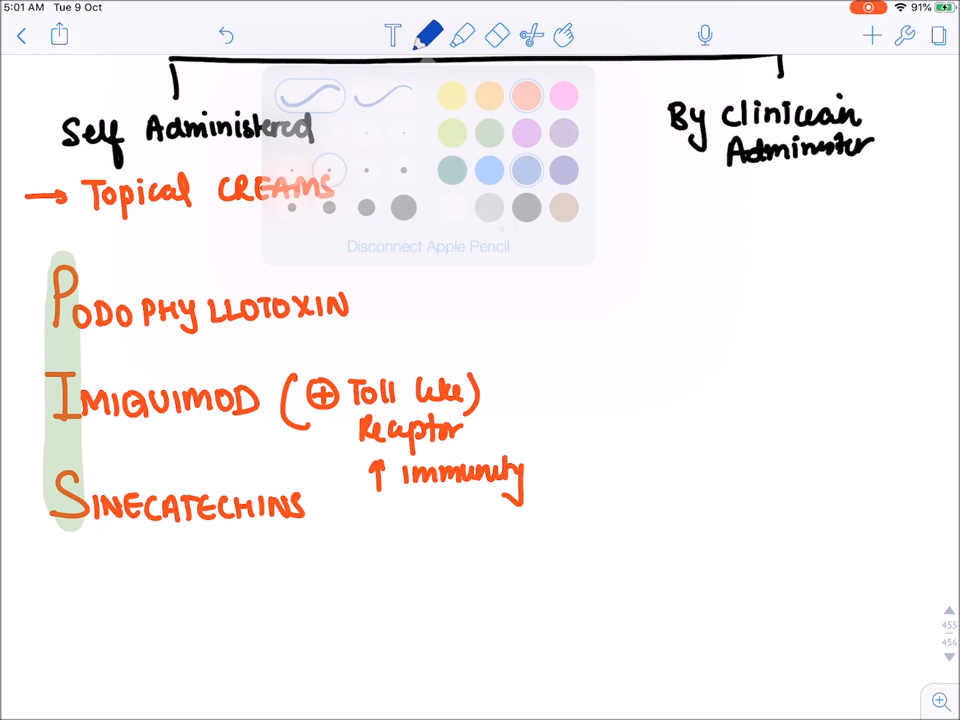 5:01 AM Tue 9 Oct
91%
T
Self Administered
By Clinician
Administer
→ Topical CREAMS
Disconnect Apple Pencil
PODOPHYLLOTOXIN
IMIQUIMOD (⊕ Toll like)
Receptor
↑ immunity
SINECATECHINS
455
456